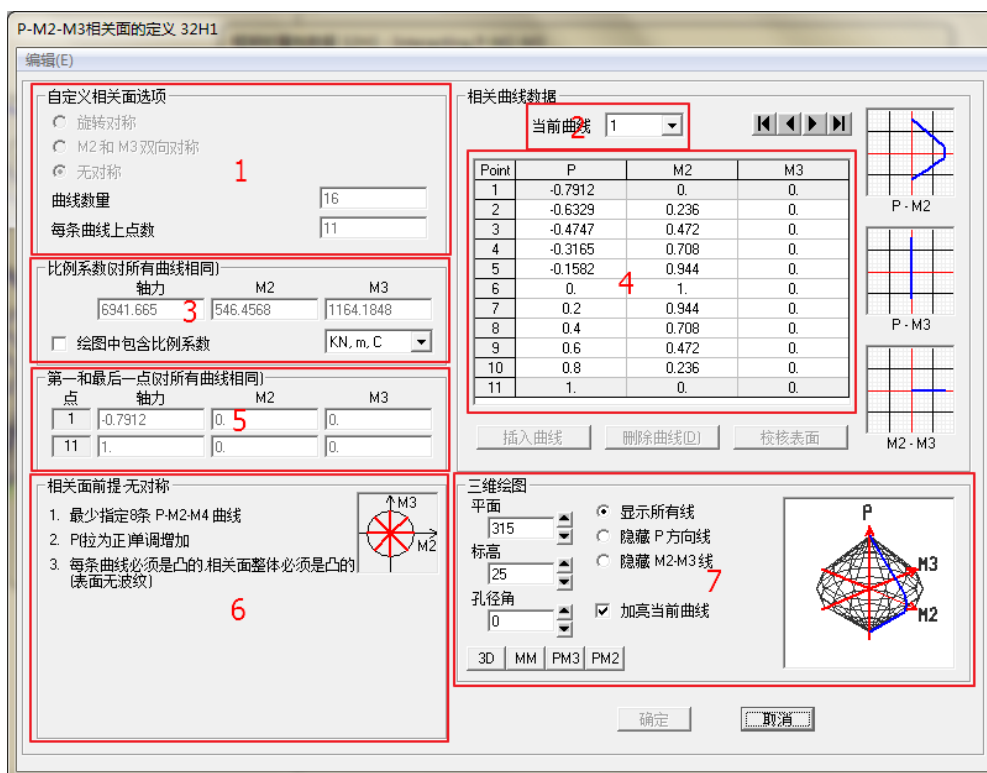 P-M2-M3相关面的定义 32H1
编辑(E)
自定义相关面选项
旋转对称
M2 和 M3 双向对称
无对称
1
曲线数量 16
每条曲线上点数 11
相关曲线数据
当前曲线 1
2
Point P M2 M3
1 -0.7912 0. 0.
2 -0.6329 0.236 0.
3 -0.4747 0.472 0.
4 -0.3165 0.708 0.
5 -0.1582 0.944 0.
6 0. 1. 0.
7 0.2 0.944 0.
8 0.4 0.708 0.
9 0.6 0.472 0.
10 0.8 0.236 0.
11 1. 0. 0.
4
插入曲线 删除曲线(D) 校核表面
P - M2
P - M3
M2 - M3
比例系数(对所有曲线相同)
轴力 M2 M3
6941.665 546.4568 1164.1848
3
绘图中包含比例系数 KN, m, C
第一和最后一点(对所有曲线相同)
点 轴力 M2 M3
1 -0.7912 0. 0.
11 1. 0. 0.
5
相关面前提-无对称
1. 最少指定8条 P-M2-M4 曲线
2. P(拉为正)单调增加
3. 每条曲线必须是凸的.相关面整体必须是凸的
(表面无波纹)
M3
M2
6
三维绘图
平面
315
标高
25
孔径角
0
显示所有线
隐藏 P 方向线
隐藏 M2-M3 线
7
加亮当前曲线
3D MM PM3 PM2
P
M3
M2
确定 取消